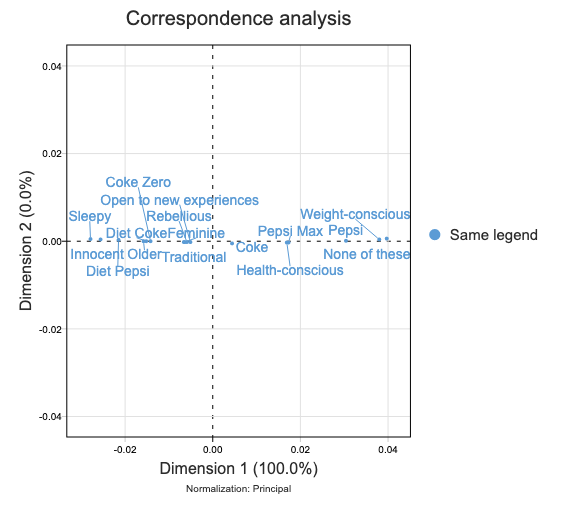 Correspondence analysis
0.04
0.02
0.00
-0.02
-0.04
Dimension 2 (0.0%)
Coke Zero
Open to new experiences
Sleepy
Rebellious
Weight-conscious
Diet Coke
Feminine
Pepsi Max
Pepsi
Same legend
Coke
Innocent
Older
Traditional
None of these
Diet Pepsi
Health-conscious
-0.02
0.00
0.02
0.04
Dimension 1 (100.0%)
Normalization: Principal